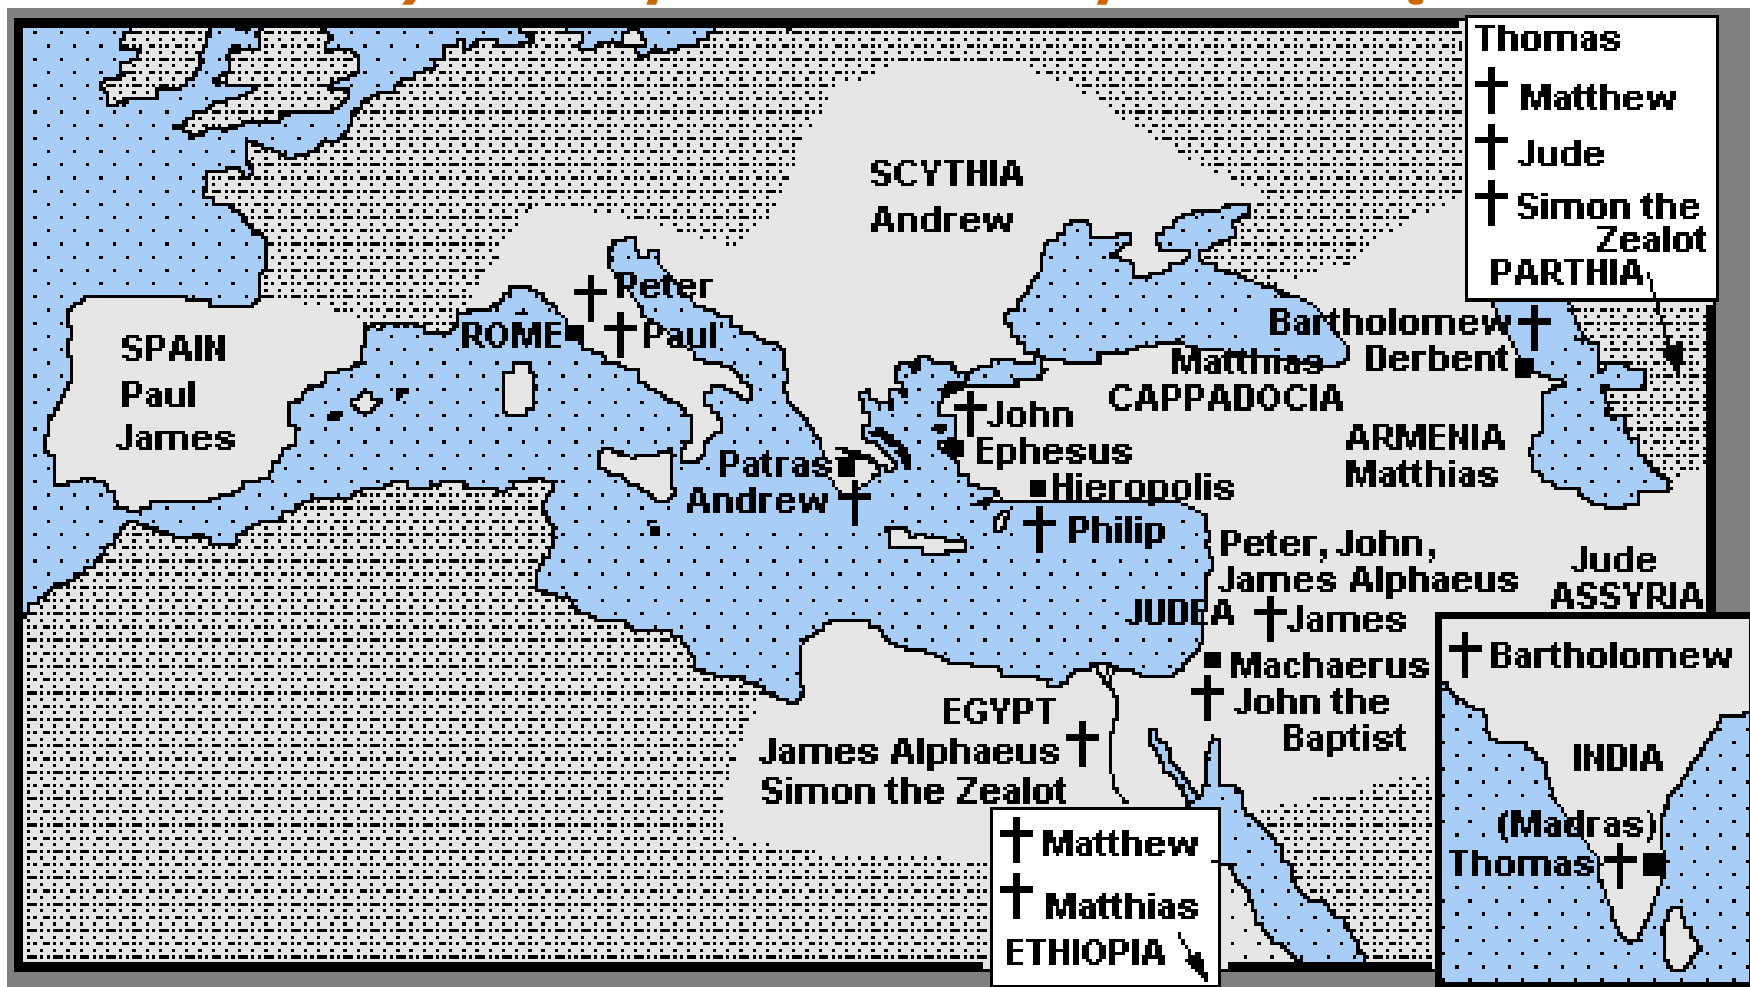 Thomas
† Matthew
† Jude
† Simon the
Zealot
PARTHIA
SCYTHIA
Andrew
† Peter
ROME † Paul
SPAIN
Paul
James
Bartholomew †
Derbent
Matthias
CAPPADOCIA
† John
Ephesus
ARMENIA
Matthias
Patras
Andrew †
Hieropolis
† Philip
Peter, John,
James Alphaeus
JUDEA † James
Jude
ASSYRIA
Machaerus
† John the
Baptist
EGYPT
James Alphaeus †
Simon the Zealot
† Matthew
† Matthias
ETHIOPIA
† Bartholomew
INDIA
(Madras)
Thomas †